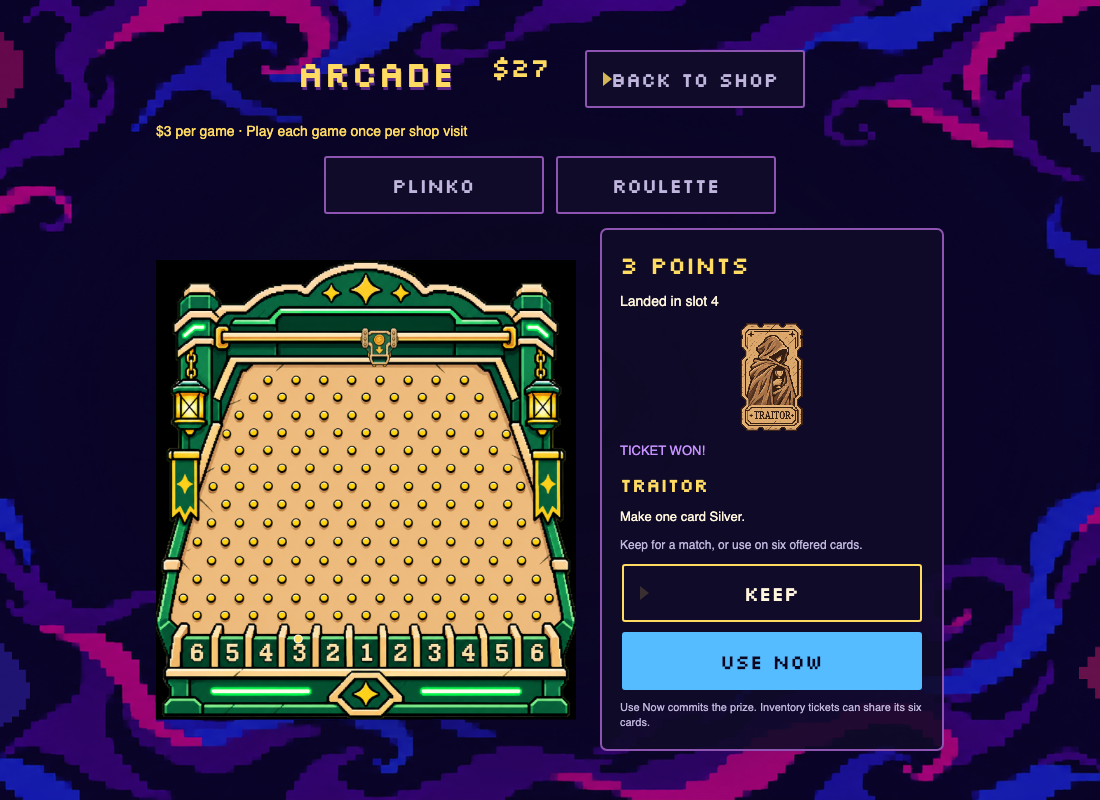 ARCADE
$27
BACK TO SHOP
$3 per game · Play each game once per shop visit
PLINKO
ROULETTE
3 POINTS
Landed in slot 4
TRAITOR
TICKET WON!
TRAITOR
Make one card Silver.
Keep for a match, or use on six offered cards.
KEEP
USE NOW
Use Now commits the prize. Inventory tickets can share its six
cards.
6 5 4 3 2 1 2 3 4 5 6